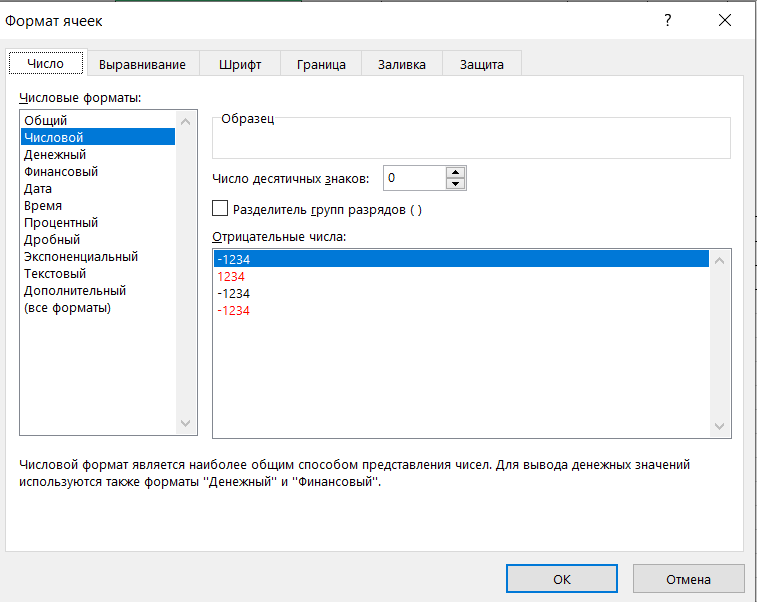 Формат ячеек
?
Число
Выравнивание
Шрифт
Граница
Заливка
Защита
Числовые форматы:
Общий
Числовой
Денежный
Финансовый
Дата
Время
Процентный
Дробный
Экспоненциальный
Текстовый
Дополнительный
(все форматы)
Образец
Число десятичных знаков: 0
Разделитель групп разрядов ( )
Отрицательные числа:
-1234
1234
-1234
-1234
Числовой формат является наиболее общим способом представления чисел. Для вывода денежных значений
используются также форматы "Денежный" и "Финансовый".
ОК
Отмена